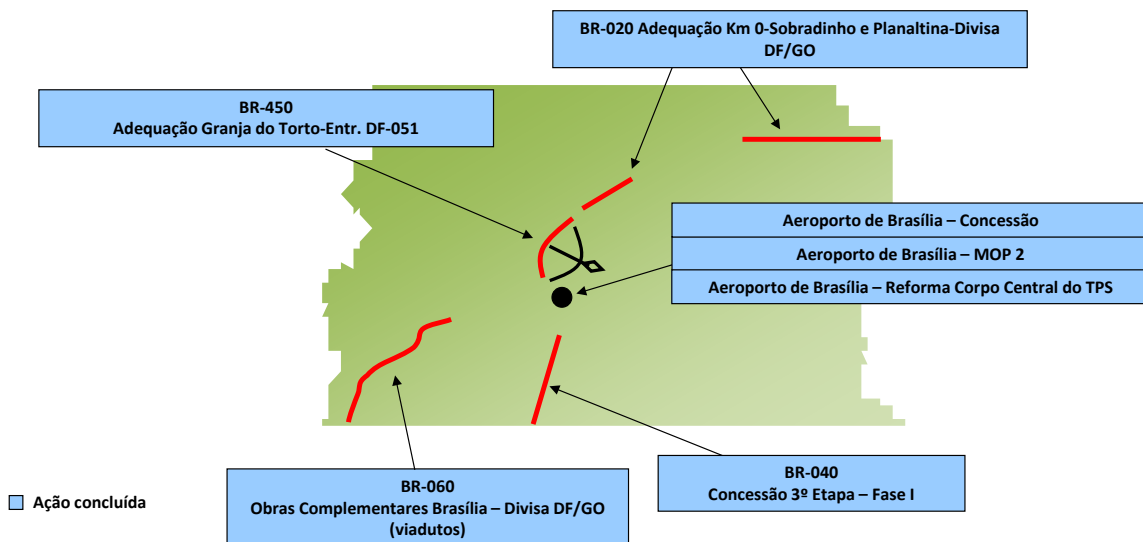 BR-020 Adequação Km 0-Sobradinho e Planaltina-Divisa
DF/GO
BR-450
Adequação Granja do Torto-Entr. DF-051
Aeroporto de Brasília – Concessão
Aeroporto de Brasília – MOP 2
Aeroporto de Brasília – Reforma Corpo Central do TPS
BR-040
Concessão 3º Etapa – Fase I
BR-060
Obras Complementares Brasília – Divisa DF/GO
(viadutos)
Ação concluída